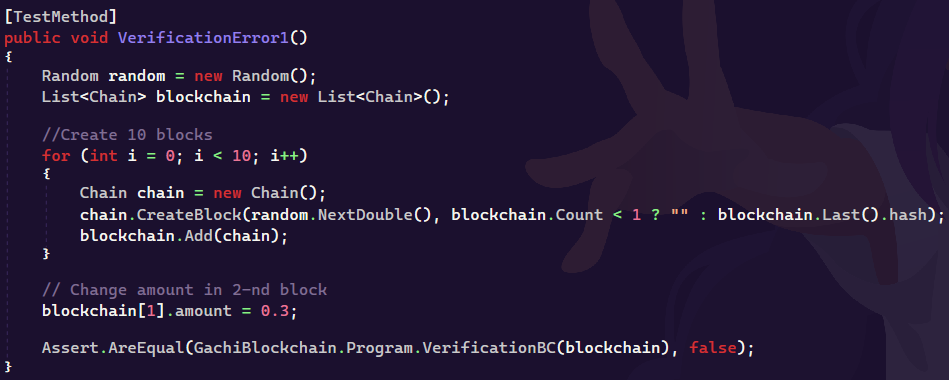 [TestMethod]
public void VerificationError1()
{
    Random random = new Random();
    List<Chain> blockchain = new List<Chain>();

    //Create 10 blocks
    for (int i = 0; i < 10; i++)
    {
        Chain chain = new Chain();
        chain.CreateBlock(random.NextDouble(), blockchain.Count < 1 ? "" : blockchain.Last().hash);
        blockchain.Add(chain);
    }

    // Change amount in 2-nd block
    blockchain[1].amount = 0.3;

    Assert.AreEqual(GachiBlockchain.Program.VerificationBC(blockchain), false);
}